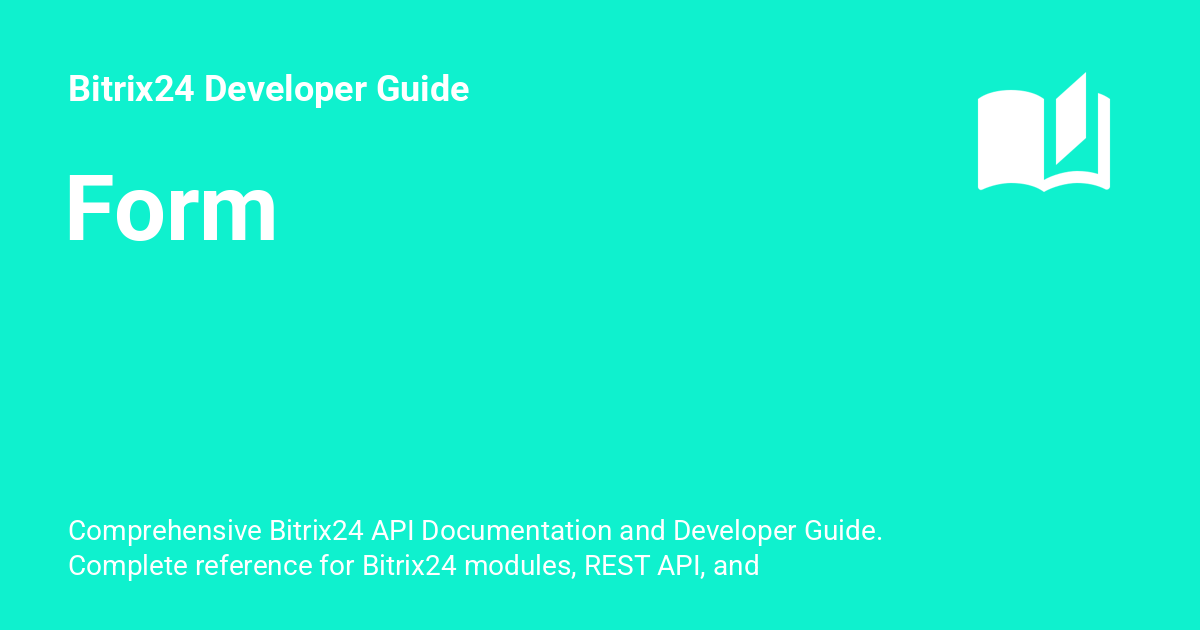 Bitrix24 Developer Guide
Form
Comprehensive Bitrix24 API Documentation and Developer Guide.
Complete reference for Bitrix24 modules, REST API, and